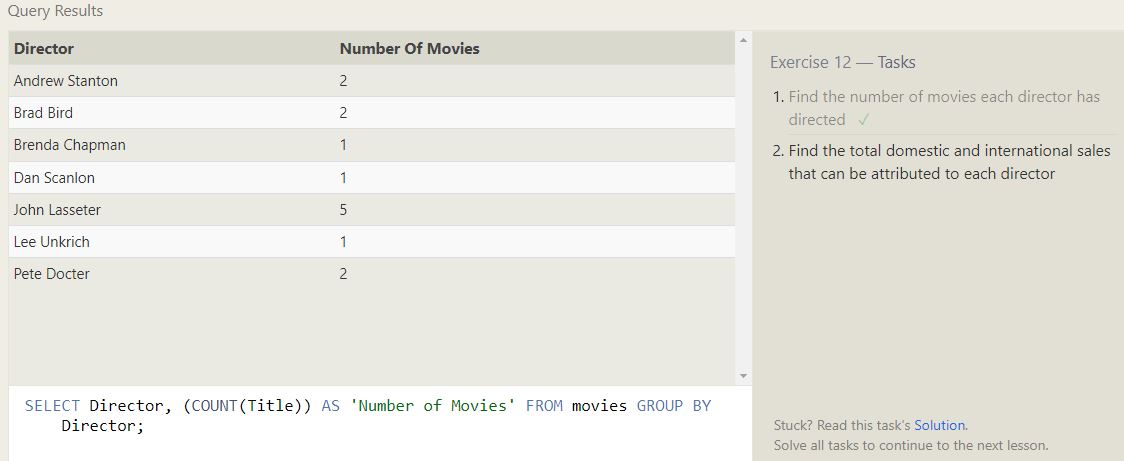 Query Results
Director Number Of Movies
Andrew Stanton 2
Brad Bird 2
Brenda Chapman 1
Dan Scanlon 1
John Lasseter 5
Lee Unkrich 1
Pete Docter 2
SELECT Director, (COUNT(Title)) AS 'Number of Movies' FROM movies GROUP BY
Director;
Exercise 12 — Tasks
1. Find the number of movies each director has
directed ✓
2. Find the total domestic and international sales
that can be attributed to each director
Stuck? Read this task's Solution.
Solve all tasks to continue to the next lesson.